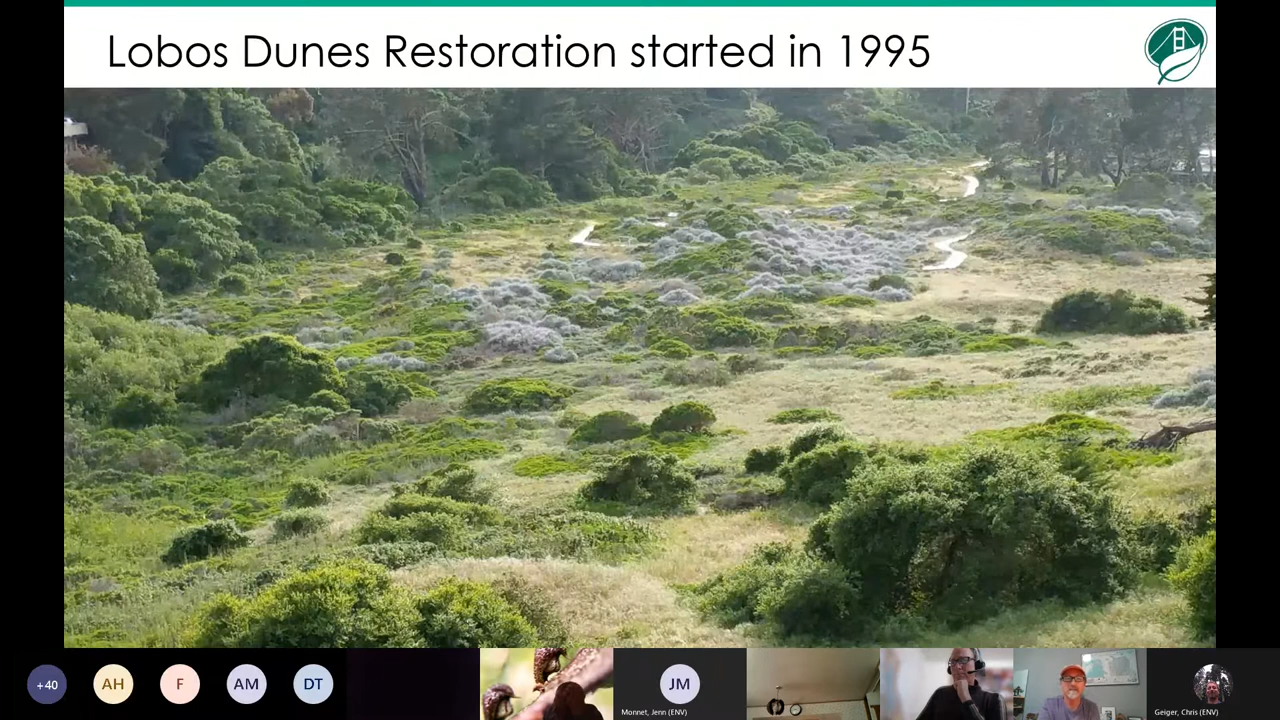 Lobos Dunes Restoration started in 1995
+40
AH
F
AM
DT
JM
Monnet, Jenn (ENV)
Geiger, Chris (ENV)